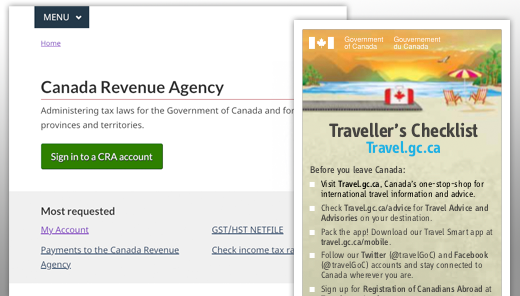 MENU
Home
Canada Revenue Agency
Administering tax laws for the Government of Canada and for
provinces and territories.
Sign in to a CRA account
Most requested
My Account
GST/HST NETFILE
Payments to the Canada Revenue
Agency
Check income tax
Government
of Canada
Gouvernement
du Canada
Traveller's Checklist
Travel.gc.ca
Before you leave Canada:
Visit Travel.gc.ca, Canada's one-stop-shop for
international travel information and advice.
Check Travel.gc.ca/advice for Travel Advice and
Advisories on your destination.
Pack the app! Download our Travel Smart app at
travel.gc.ca/mobile.
Follow our Twitter (@travelGoC) and Facebook
(@travelGoC) accounts and stay connected to
Canada wherever you are.
Sign up for Registration of Canadians Abroad at